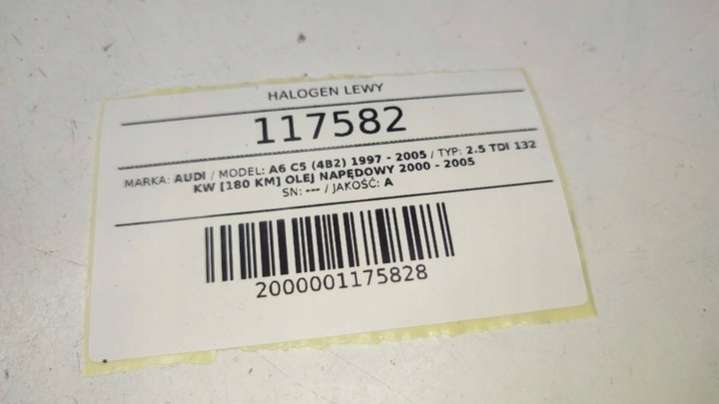 HALOGEN LEWY
117582
MARKA: AUDI / MODEL: A6 C5 (4B2) 1997 - 2005 / TYP: 2.5 TDI 132
KW [180 KM] OLEJ NAPĘDOWY 2000 - 2005
SN: --- / JAKOŚĆ: A
2000001175828